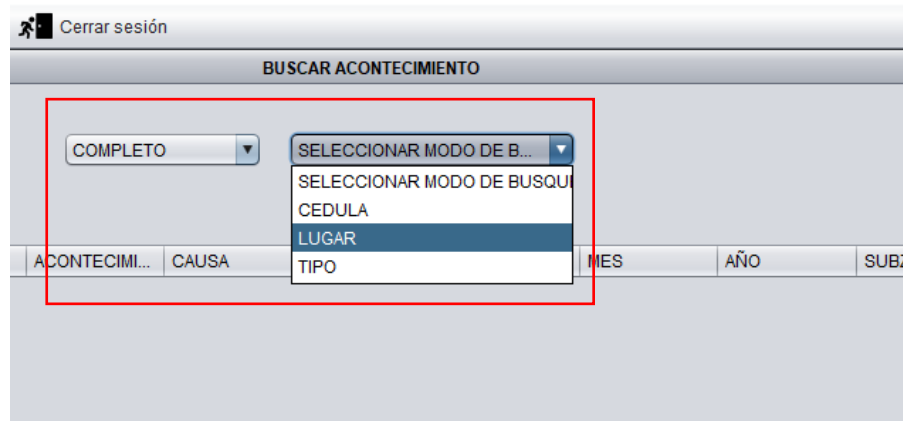 Cerrar sesión
BUSCAR ACONTECIMIENTO
COMPLETO SELECCIONAR MODO DE B...
SELECCIONAR MODO DE BUSQUE
CEDULA
LUGAR
TIPO
ACONTECIMI... CAUSA MES AÑO SUBZ